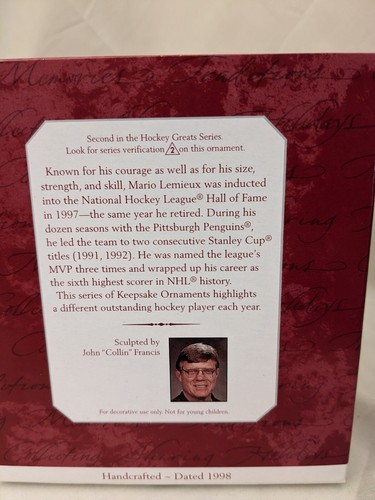 Memories Traditions
Second in the Hockey Greats Series.
Look for series verification 2 on this ornament.
Known for his courage as well as for his size,
strength, and skill, Mario Lemieux was inducted
into the National Hockey League® Hall of Fame
in 1997—the same year he retired. During his
dozen seasons with the Pittsburgh Penguins®,
he led the team to two consecutive Stanley Cup®
titles (1991, 1992). He was named the league's
MVP three times and wrapped up his career as
the sixth highest scorer in NHL® history.
This series of Keepsake Ornaments highlights
a different outstanding hockey player each year.
Sculpted by
John "Collin" Francis
For decorative use only. Not for young children.
Handcrafted ~ Dated 1998